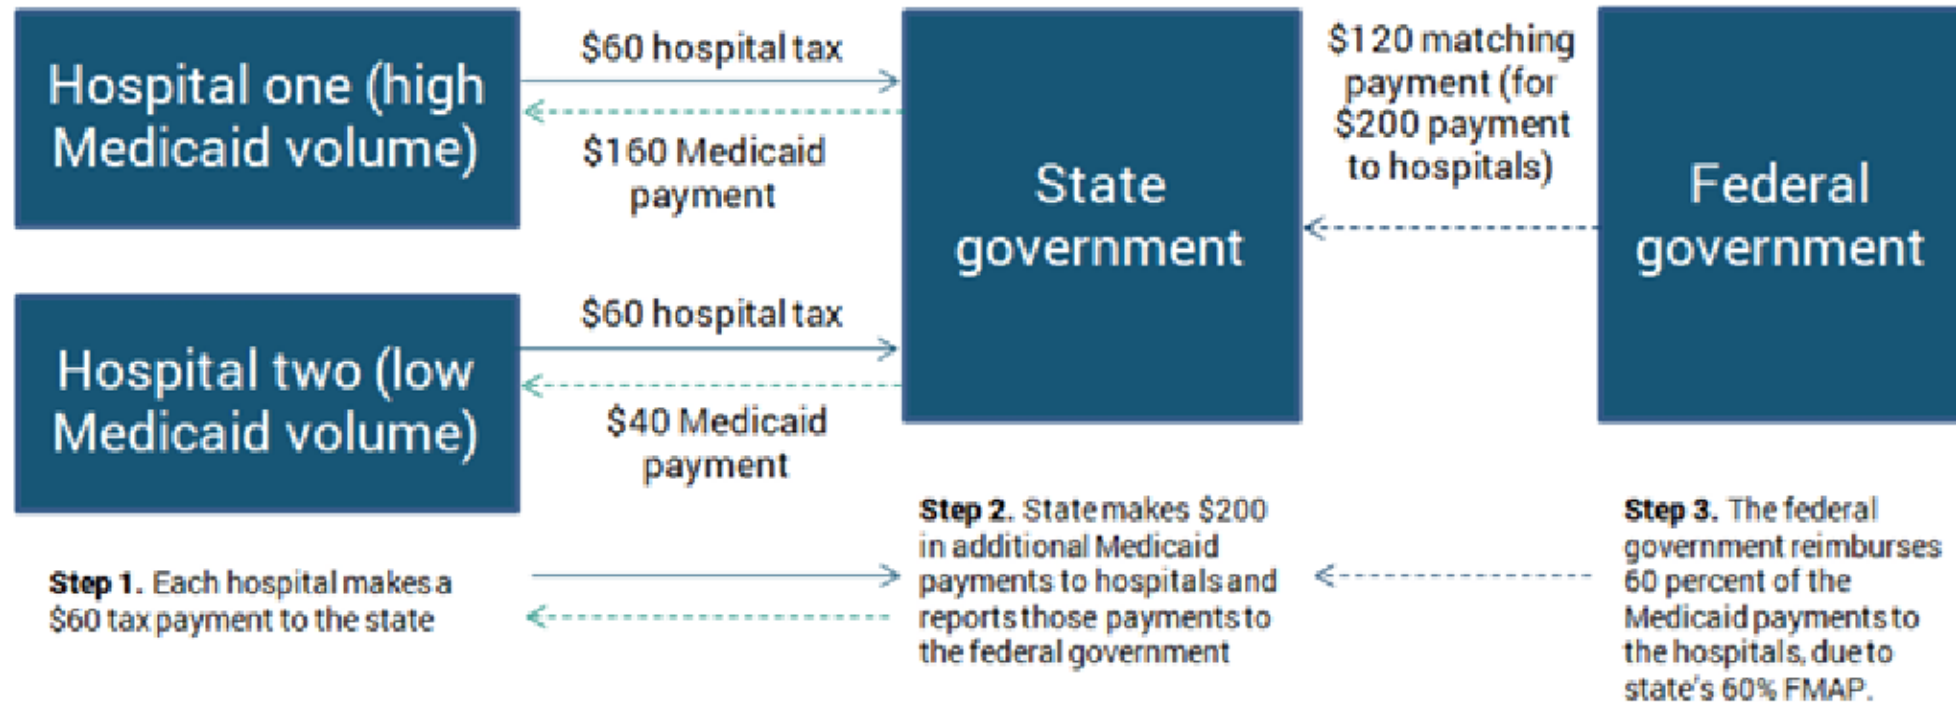 Hospital one (high
Medicaid volume)
$60 hospital tax
$160 Medicaid
payment
State
government
$120 matching
payment (for
$200 payment
to hospitals)
Federal
government
Hospital two (low
Medicaid volume)
$60 hospital tax
$40 Medicaid
payment
Step 1. Each hospital makes a
$60 tax payment to the state
Step 2. State makes $200
in additional Medicaid
payments to hospitals and
reports those payments to
the federal government
Step 3. The federal
government reimburses
60 percent of the
Medicaid payments to
the hospitals, due to
state's 60% FMAP.